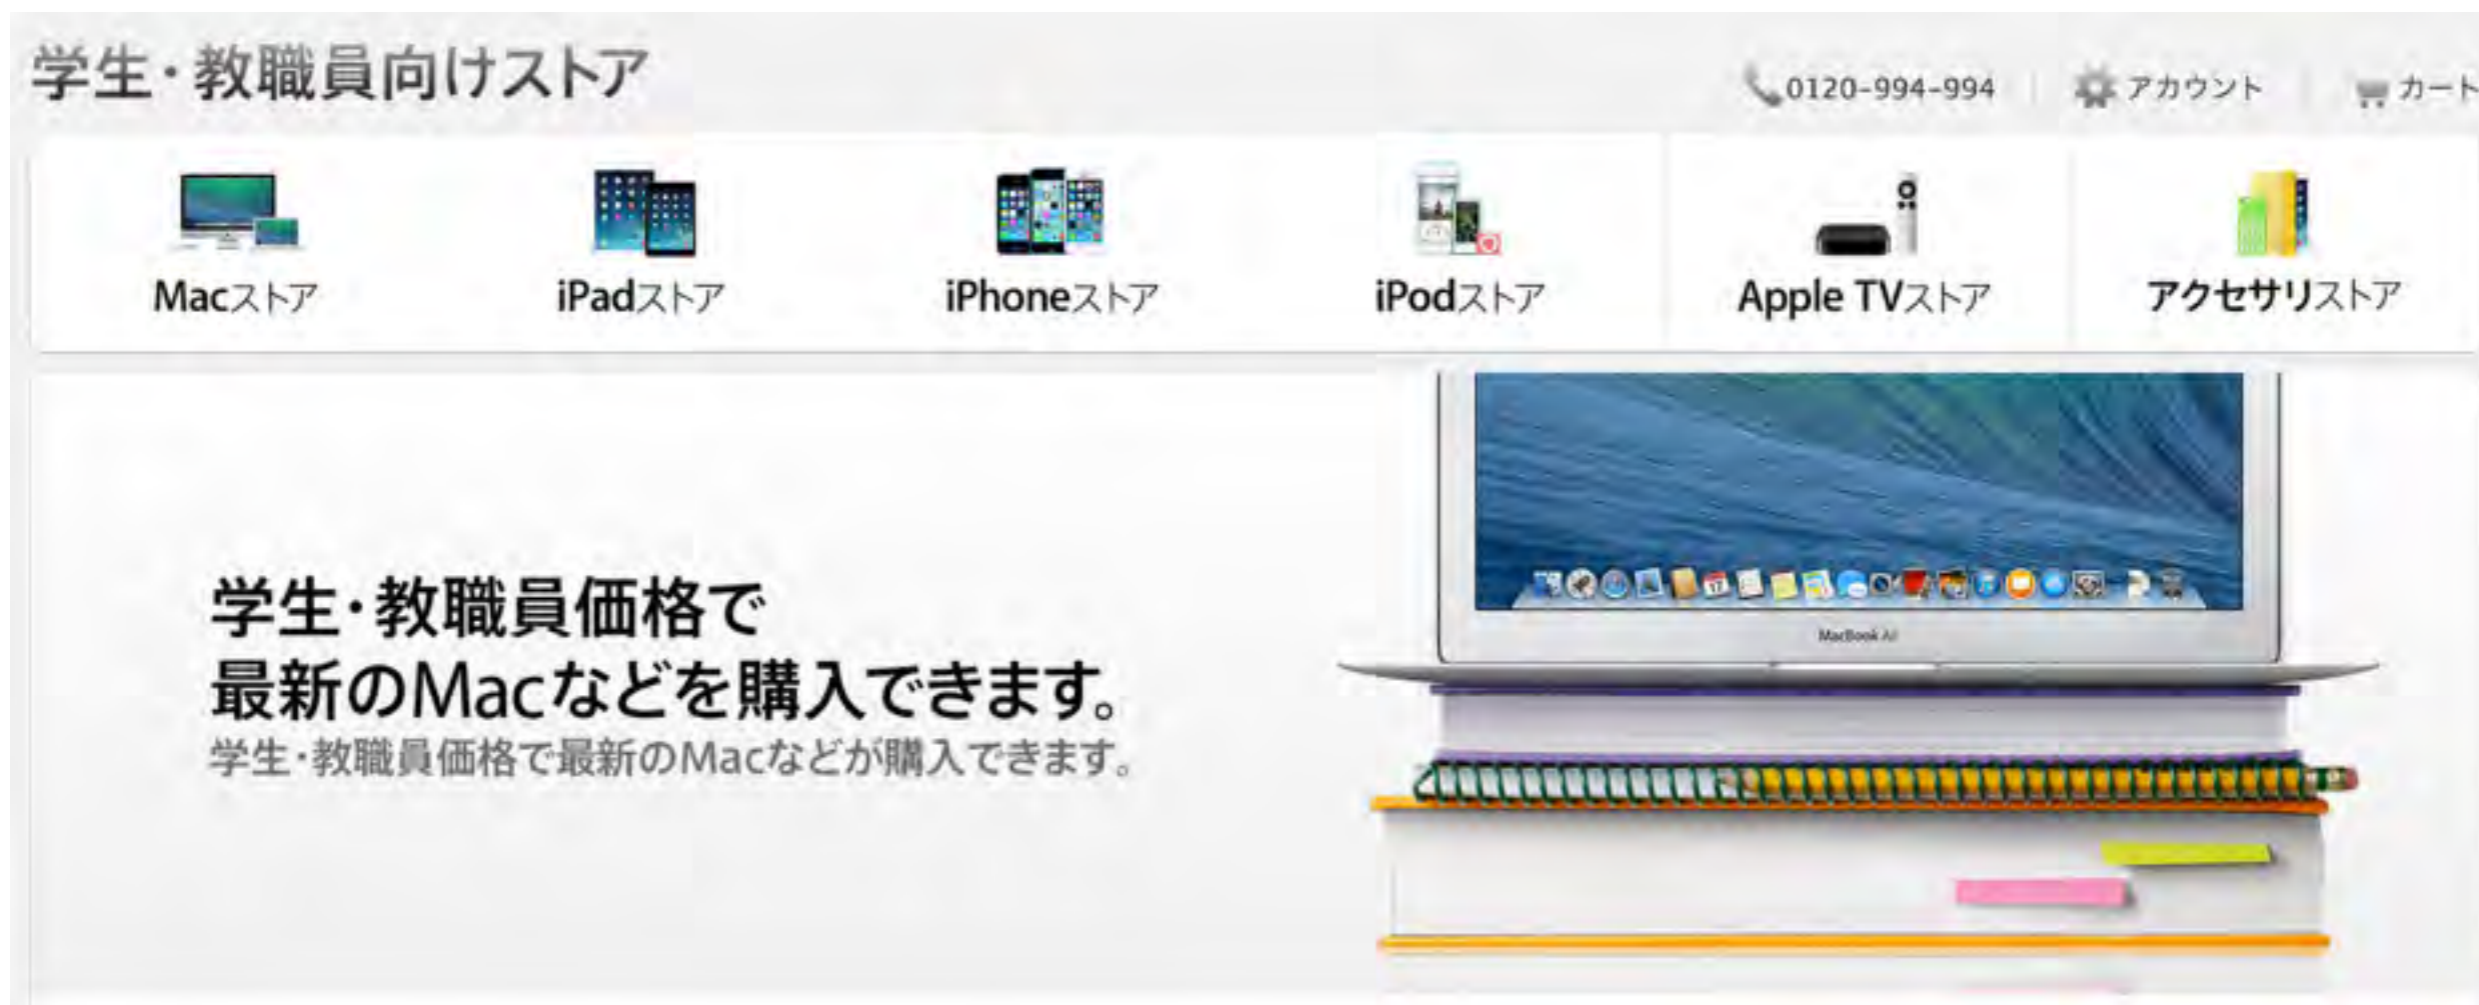 学生・教職員向けストア
0120-994-994 アカウント カート
Macストア iPadストア iPhoneストア iPodストア Apple TVストア アクセサリストア
学生・教職員価格で
最新のMacなどを購入できます。
学生・教職員価格で最新のMacなどが購入できます。
MacBook Air